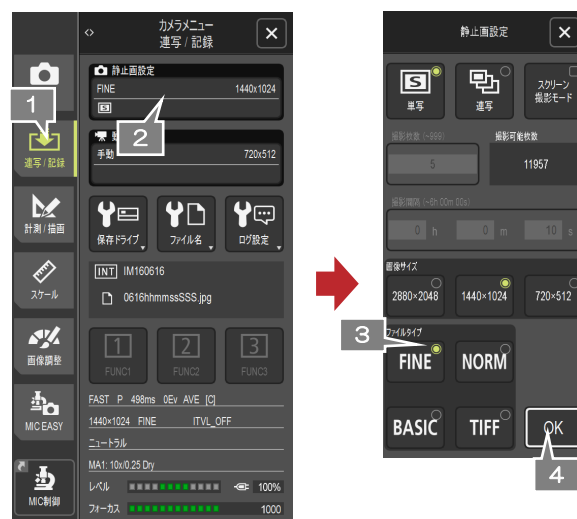 カメラメニュー
連写 / 記録
静止画設定
FINE 1440x1024
S
1
2
手動 720x512
連写 / 記録
計測 / 描画
スケール
画像調整
MIC EASY
MIC制御
保存ドライブ
ファイル名
ログ設定
INT IM160616
0616hhmmssSSS.jpg
1 2 3
FUNC1 FUNC2 FUNC3
FAST P 498ms 0Ev AVE [C]
1440×1024 FINE ITVL_OFF
ニュートラル
MA1: 10x/0.25 Dry
レベル 100%
フォーカス 1000
静止画設定
S
単写
連写
スクリーン
撮影モード
撮影枚数 (~999) 撮影可能枚数
5 11957
撮影間隔 (~6h 00m 00s)
0 h 0 m 10 s
画像サイズ
2880×2048 1440×1024 720×512
3
ファイルタイプ
FINE NORM
BASIC TIFF OK
4